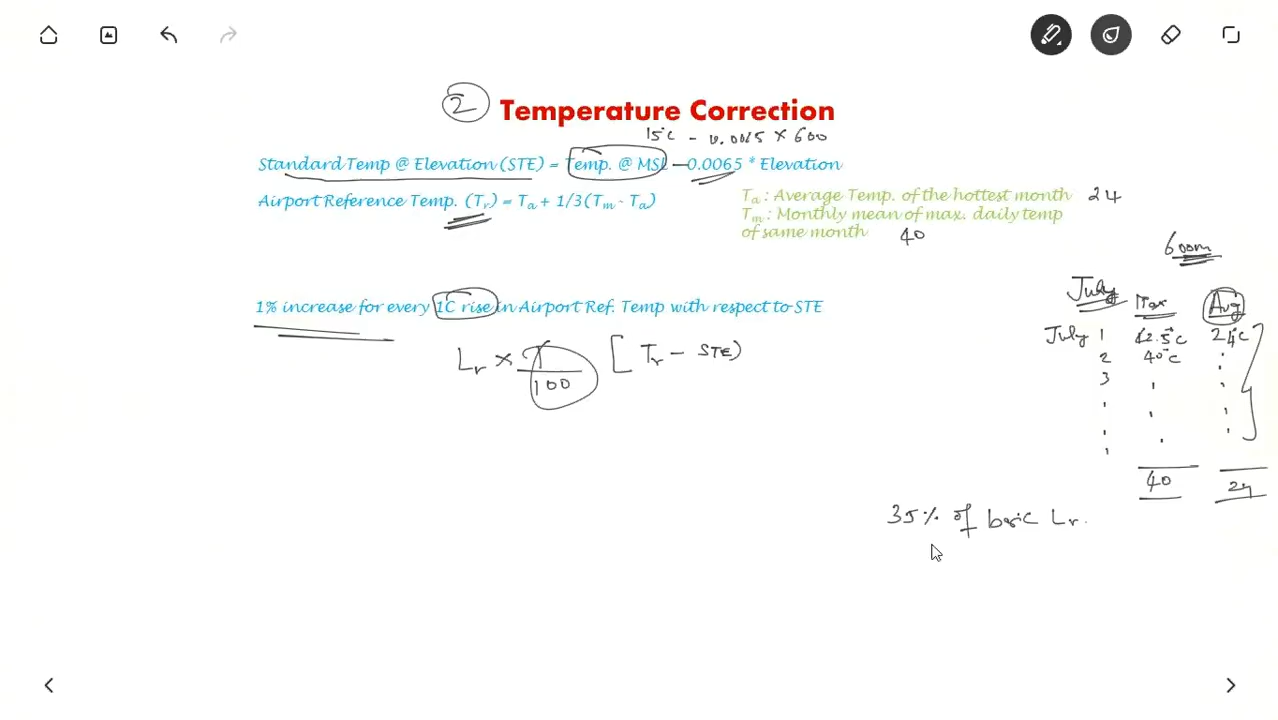 2 Temperature Correction
15°C - 0.0065 × 600
Standard Temp @ Elevation (STE) = Temp. @ MSL – 0.0065 * Elevation
Airport Reference Temp. (Tr) = Ta + 1/3(Tm - Ta)
Ta : Average Temp. of the hottest month 24
Tm : Monthly mean of max. daily temp
of same month 40
600m
1% increase for every 1C rise in Airport Ref. Temp with respect to STE
Lr × 1/100 [Tr - STE)
July Max Avg
July 1 42.5°C 24°C
2 40°C
3
40 24
35% of basic Lr.